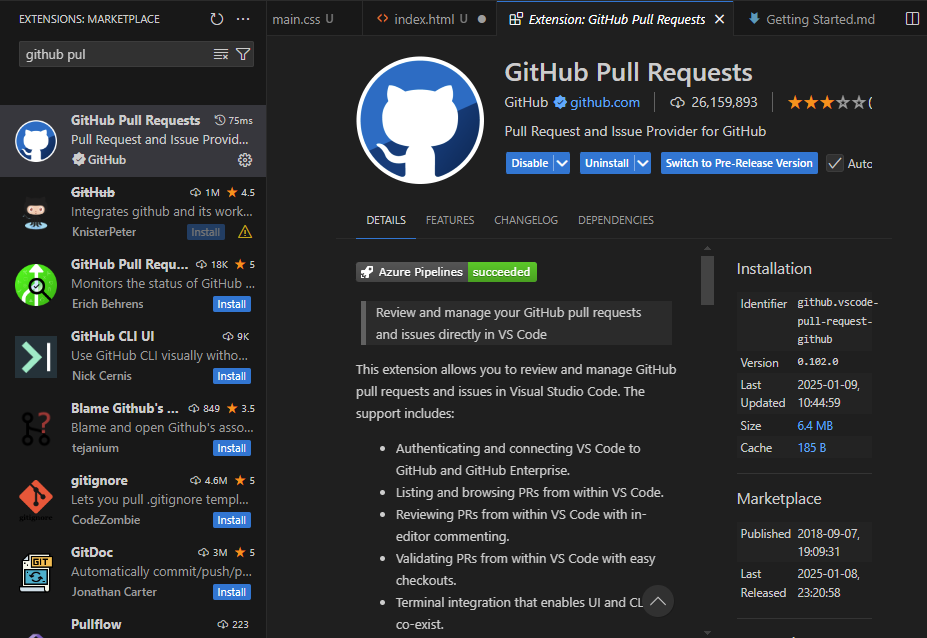 EXTENSIONS: MARKETPLACE
github pul
GitHub Pull Requests 75ms
Pull Request and Issue Provid...
GitHub
GitHub 1M 4.5
Integrates github and its work...
KnisterPeter Install
GitHub Pull Requ... 18K 5
Monitors the status of GitHub ...
Erich Behrens Install
GitHub CLI UI 9K
Use GitHub CLI visually witho...
Nick Cernis Install
Blame Github's ... 849 3.5
Blame and open Github's asso...
tejanium Install
gitignore 4.6M 5
gitignore
Lets you pull .gitignore templ...
CodeZombie Install
GitDoc 3M 5
GIT
Automatically commit/push/p...
Jonathan Carter Install
Pullflow 223
main.css U
index.html U
Extension: GitHub Pull Requests
Getting Started.md
GitHub Pull Requests
GitHub github.com 26,159,893 (
Pull Request and Issue Provider for GitHub
Disable Uninstall Switch to Pre-Release Version Auto
DETAILS FEATURES CHANGELOG DEPENDENCIES
Azure Pipelines succeeded
Review and manage your GitHub pull requests
and issues directly in VS Code
This extension allows you to review and manage GitHub
pull requests and issues in Visual Studio Code. The
support includes:
• Authenticating and connecting VS Code to
GitHub and GitHub Enterprise.
• Listing and browsing PRs from within VS Code.
• Reviewing PRs from within VS Code with in-
editor commenting.
• Validating PRs from within VS Code with easy
checkouts.
• Terminal integration that enables UI and CL
co-exist.
Installation
Identifier github.vscode-
pull-request-
github
Version 0.102.0
Last 2025-01-09,
Updated 10:44:59
Size 6.4 MB
Cache 185 B
Marketplace
Published 2018-09-07,
19:09:31
Last 2025-01-08,
Released 23:20:58